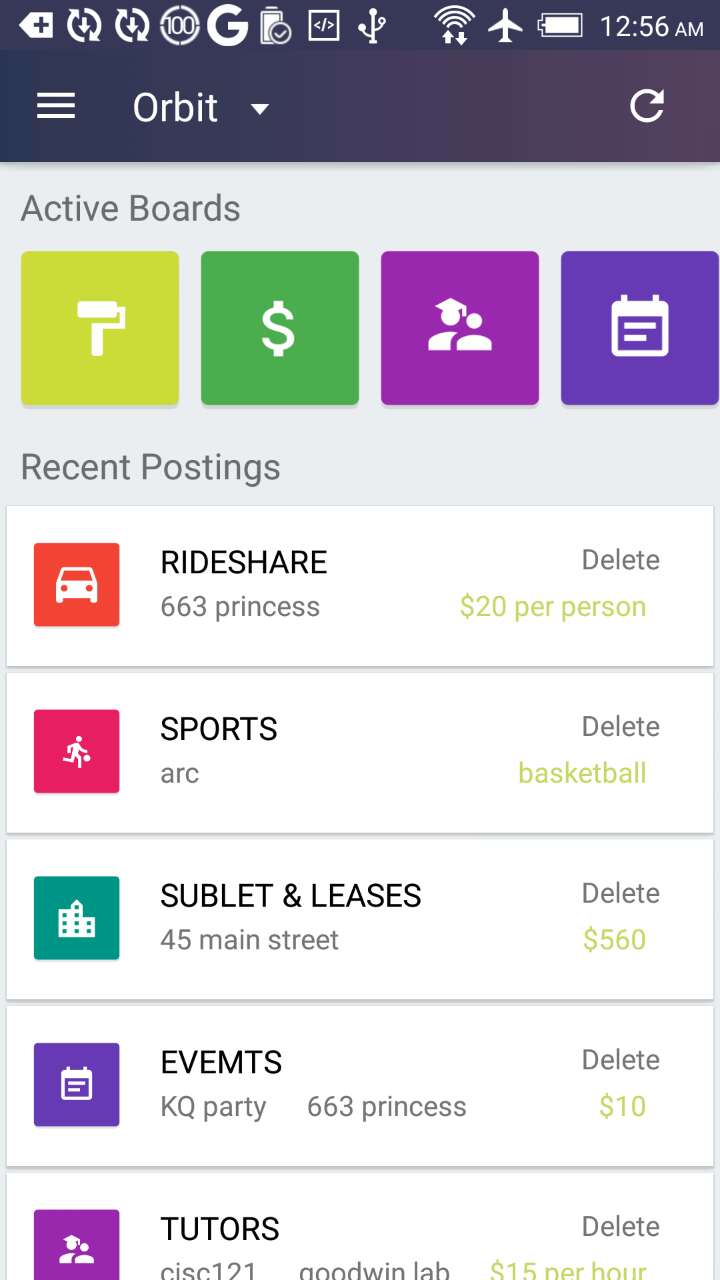 100 G </> 12:56 AM
Orbit
Active Boards
$
Recent Postings
RIDESHARE Delete
663 princess $20 per person
SPORTS Delete
arc basketball
SUBLET & LEASES Delete
45 main street $560
EVEMTS Delete
KQ party 663 princess $10
TUTORS Delete
cisc121 goodwin lab $15 per hour